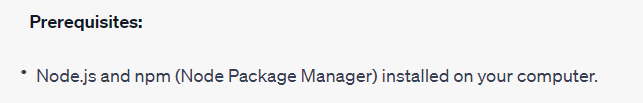 Prerequisites:
• Node.js and npm (Node Package Manager) installed on your computer.